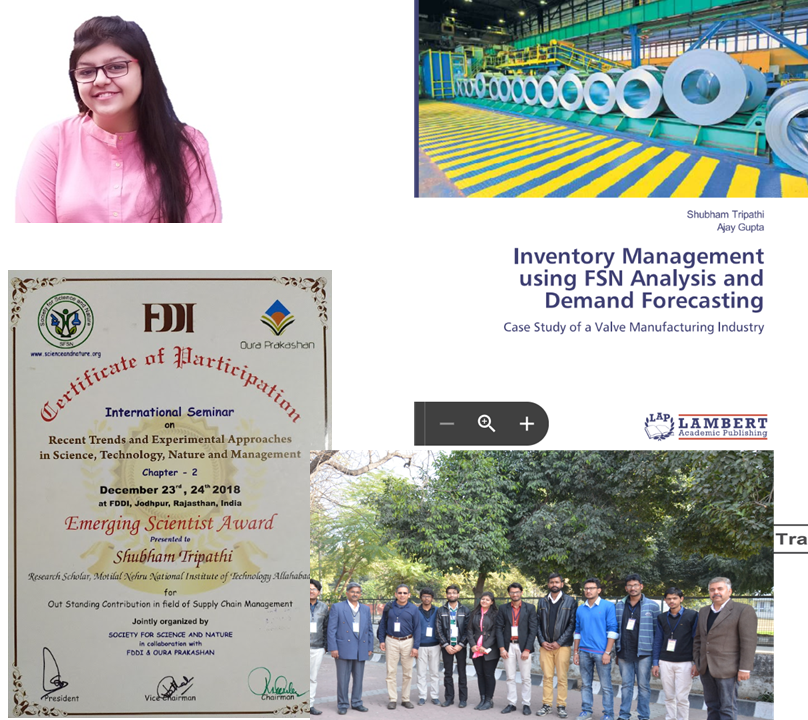 Shubham Tripathi
Ajay Gupta
Inventory Management
using FSN Analysis and
Demand Forecasting
Case Study of a Valve Manufacturing Industry
LAP
LAMBERT
Academic Publishing
Society for Science and Nature
SFSN
www.scienceandnature.org
FDDI
Oura Prakashan
Certificate of Participation
International Seminar
on
Recent Trends and Experimental Approaches
in Science, Technology, Nature and Management
Chapter - 2
December 23rd, 24th 2018
at FDDI, Jodhpur, Rajasthan, India
Emerging Scientist Award
Presented to
Shubham Tripathi
Research Scholar, Motilal Nehru National Institute of Technology Allahabad
for
Out Standing Contribution in field of Supply Chain Management
Jointly organized by
SOCIETY FOR SCIENCE AND NATURE
in collaboration with
FDDI & OURA PRAKASHAN
President
Vice Chairman
Chairman
Tra